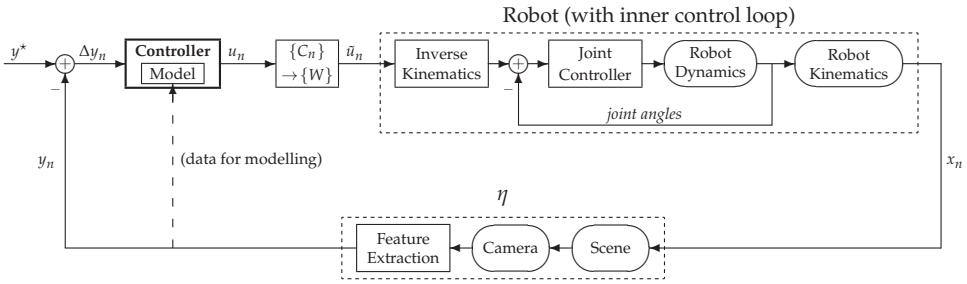 Robot (with inner control loop)
y⋆
+
−
Δyₙ
Controller
Model
uₙ
{Cₙ}
→{W}
ũₙ
Inverse
Kinematics
+
−
Joint
Controller
Robot
Dynamics
Robot
Kinematics
joint angles
yₙ
(data for modelling)
xₙ
η
Feature
Extraction
Camera
Scene